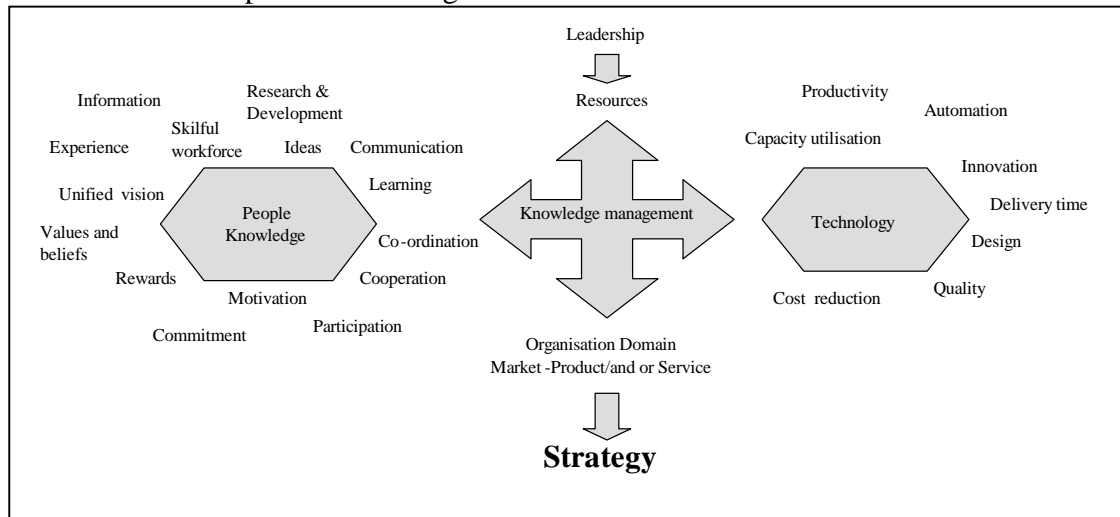 Leadership
Resources
Information
Research &
Development
Experience
Skilful
workforce
Ideas
Communication
Unified vision
Learning
People
Knowledge
Values and
beliefs
Co-ordination
Rewards
Cooperation
Motivation
Commitment
Participation
Knowledge management
Productivity
Automation
Capacity utilisation
Innovation
Delivery time
Technology
Design
Quality
Cost reduction
Organisation Domain
Market -Product/and or Service
Strategy